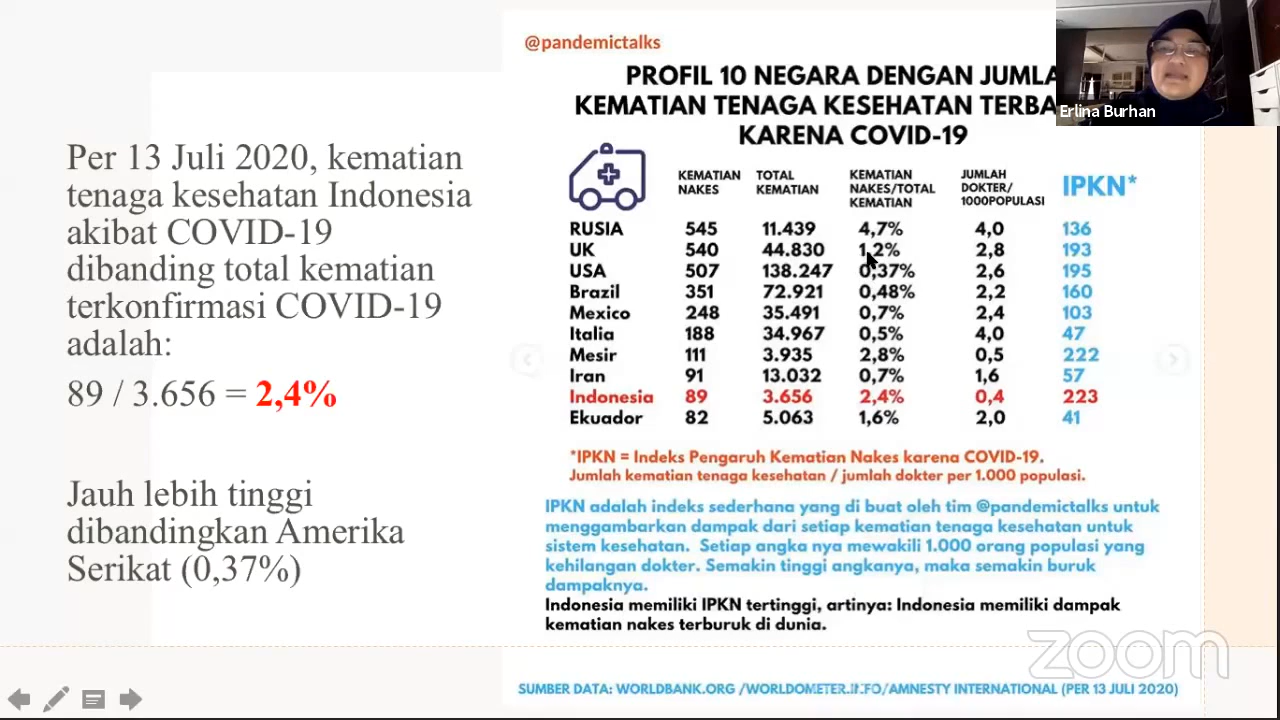 Per 13 Juli 2020, kematian
tenaga kesehatan Indonesia
akibat COVID-19
dibanding total kematian
terkonfirmasi COVID-19
adalah:
89 / 3.656 = 2,4%
Jauh lebih tinggi
dibandingkan Amerika
Serikat (0,37%)
@pandemictalks
PROFIL 10 NEGARA DENGAN
KEMATIAN TENAGA KESEHATAN
KARENA COVID-19
KEMATIAN NAKES TOTAL KEMATIAN KEMATIAN NAKES/TOTAL KEMATIAN JUMLAH DOKTER/ 1000POPULASI IPKN*
RUSIA 545 11.439 4,7% 4,0 136
UK 540 44.830 1,2% 2,8 193
USA 507 138.247 0,37% 2,6 195
Brazil 351 72.921 0,48% 2,2 160
Mexico 248 35.491 0,7% 2,4 103
Italia 188 34.967 0,5% 4,0 47
Mesir 111 3.935 2,8% 0,5 222
Iran 91 13.032 0,7% 1,6 57
Indonesia 89 3.656 2,4% 0,4 223
Ekuador 82 5.063 1,6% 2,0 41
*IPKN = Indeks Pengaruh Kematian Nakes karena COVID-19.
Jumlah kematian tenaga kesehatan / jumlah dokter per 1.000 populasi.
IPKN adalah indeks sederhana yang di buat oleh tim @pandemictalks untuk
menggambarkan dampak dari setiap kematian tenaga kesehatan untuk
sistem kesehatan. Setiap angka nya mewakili 1.000 orang populasi yang
kehilangan dokter. Semakin tinggi angkanya, maka semakin buruk
dampaknya.
Indonesia memiliki IPKN tertinggi, artinya: Indonesia memiliki dampak
kematian nakes terburuk di dunia.
SUMBER DATA: WORLDBANK.ORG /WORLDOMETER.INFO/AMNESTY INTERNATIONAL (PER 13 JULI 2020)
Erlina Burhan
zoom